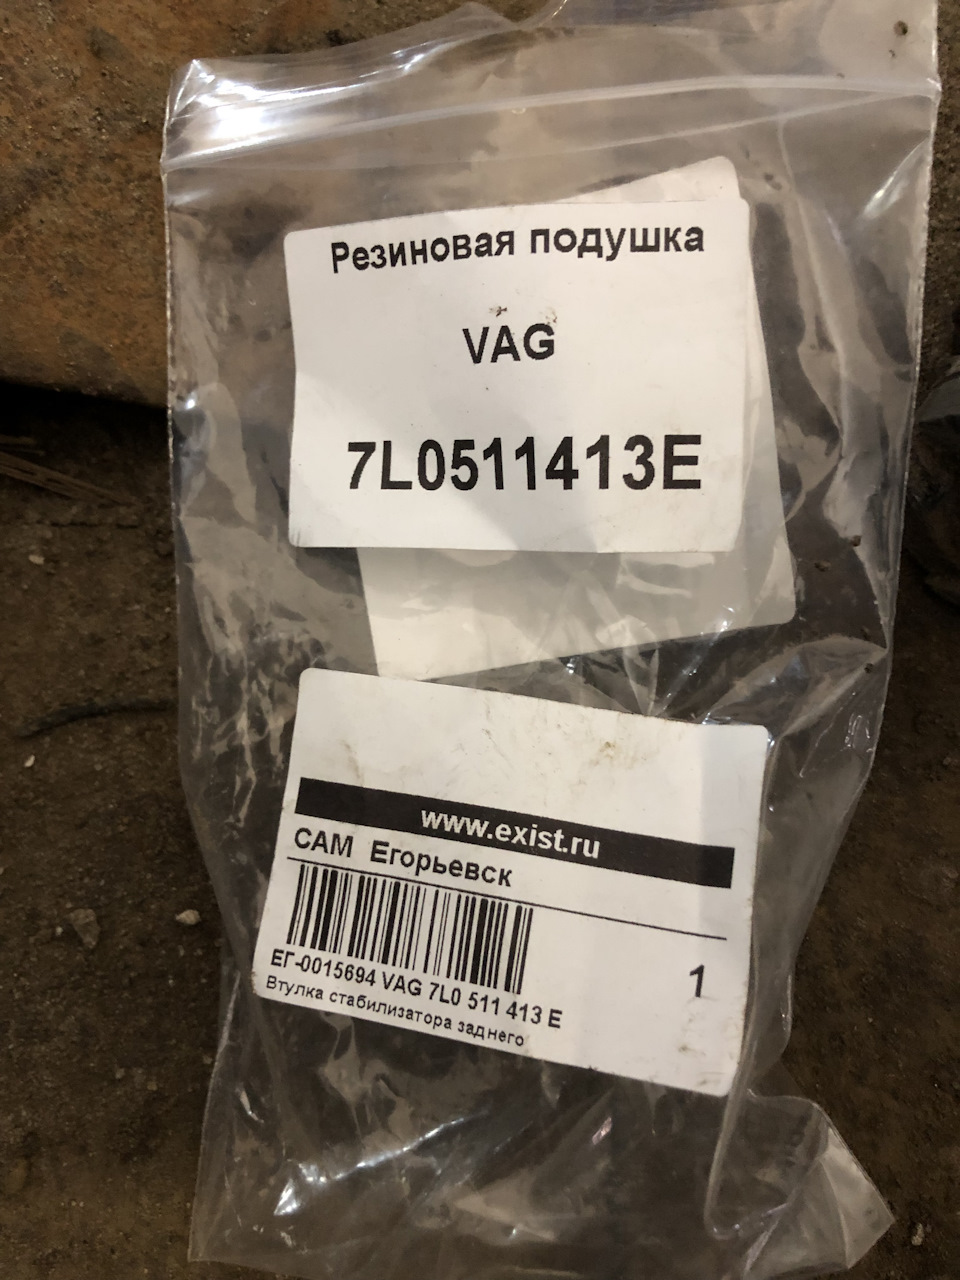 Резиновая подушка
VAG
7L0511413E
www.exist.ru
САМ Егорьевск
ЕГ-0015694 VAG 7L0 511 413 E
1
Втулка стабилизатора заднего